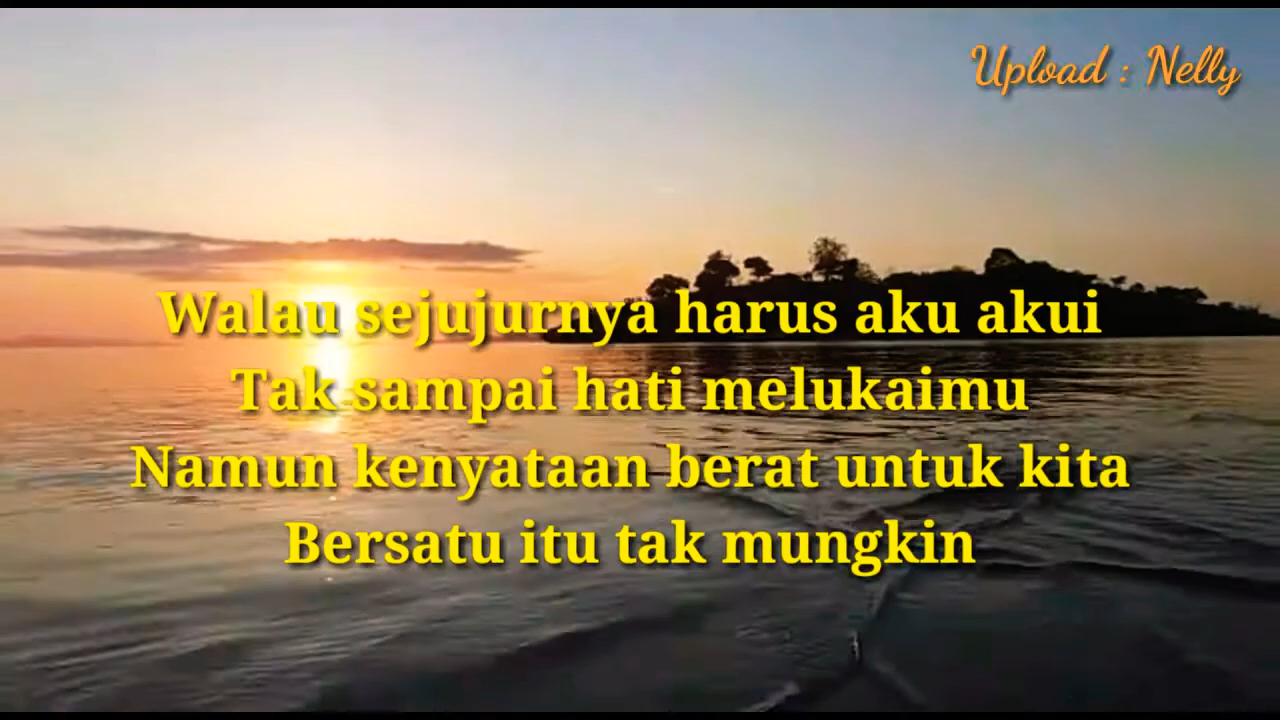 Upload : Nelly
Walau sejujurnya harus aku akui
Tak sampai hati melukaimu
Namun kenyataan berat untuk kita
Bersatu itu tak mungkin